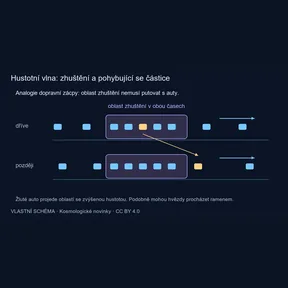 Hustotní vlna: zhuštění a pohybující se částice
Analogie dopravní zácpy: oblast zhuštění nemusí putovat s auty.
oblast zhuštění v obou časech
dříve
později
Žluté auto projede oblastí se zvýšenou hustotou. Podobně mohou hvězdy procházet ramenem.
VLASTNÍ SCHÉMA · Kosmologické novinky · CC BY 4.0